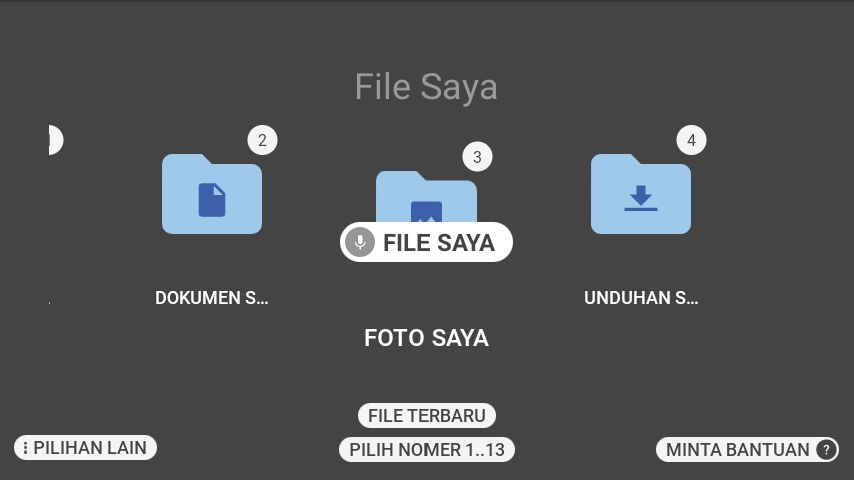 File Saya
2
3
4
FILE SAYA
DOKUMEN S...
UNDUHAN S...
FOTO SAYA
FILE TERBARU
PILIHAN LAIN
PILIH NOMER 1..13
MINTA BANTUAN ?